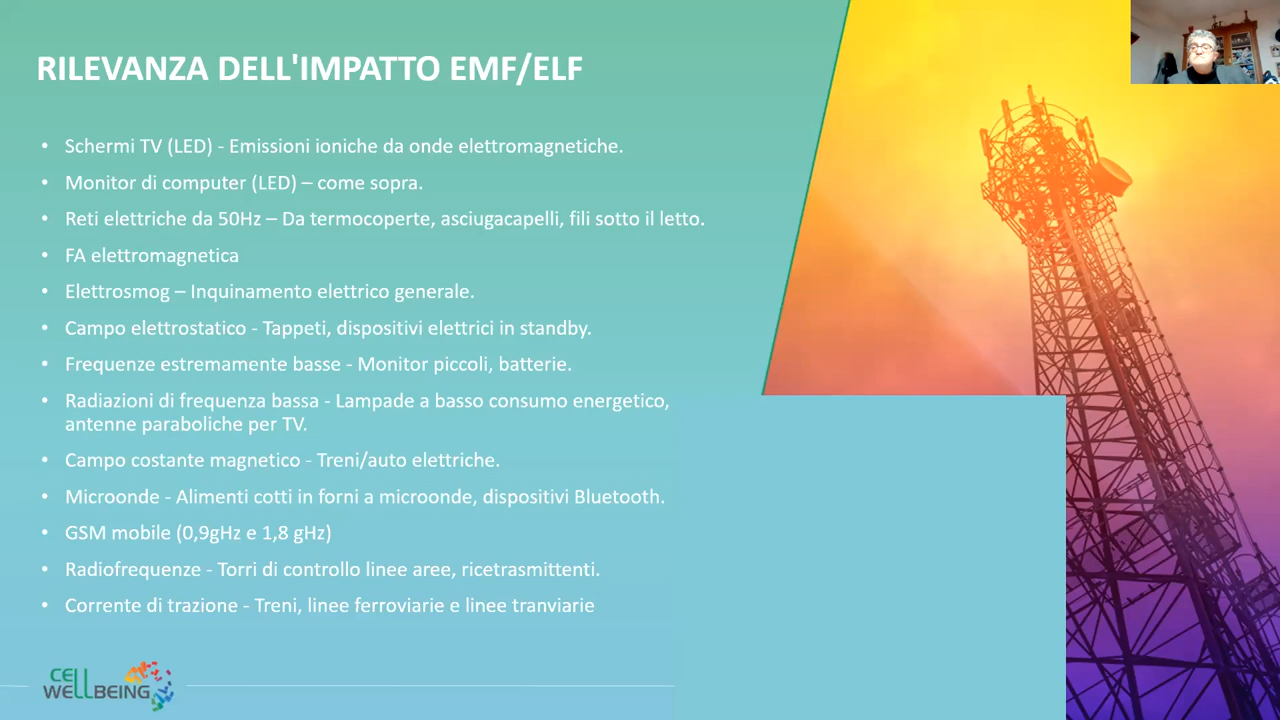 RILEVANZA DELL'IMPATTO EMF/ELF
• Schermi TV (LED) - Emissioni ioniche da onde elettromagnetiche.
• Monitor di computer (LED) – come sopra.
• Reti elettriche da 50Hz – Da termocoperte, asciugacapelli, fili sotto il letto.
• FA elettromagnetica
• Elettrosmog – Inquinamento elettrico generale.
• Campo elettrostatico - Tappeti, dispositivi elettrici in standby.
• Frequenze estremamente basse - Monitor piccoli, batterie.
• Radiazioni di frequenza bassa - Lampade a basso consumo energetico,
antenne paraboliche per TV.
• Campo costante magnetico - Treni/auto elettriche.
• Microonde - Alimenti cotti in forni a microonde, dispositivi Bluetooth.
• GSM mobile (0,9gHz e 1,8 gHz)
• Radiofrequenze - Torri di controllo linee aree, ricetrasmittenti.
• Corrente di trazione - Treni, linee ferroviarie e linee tranviarie
CELL
WELLBEING